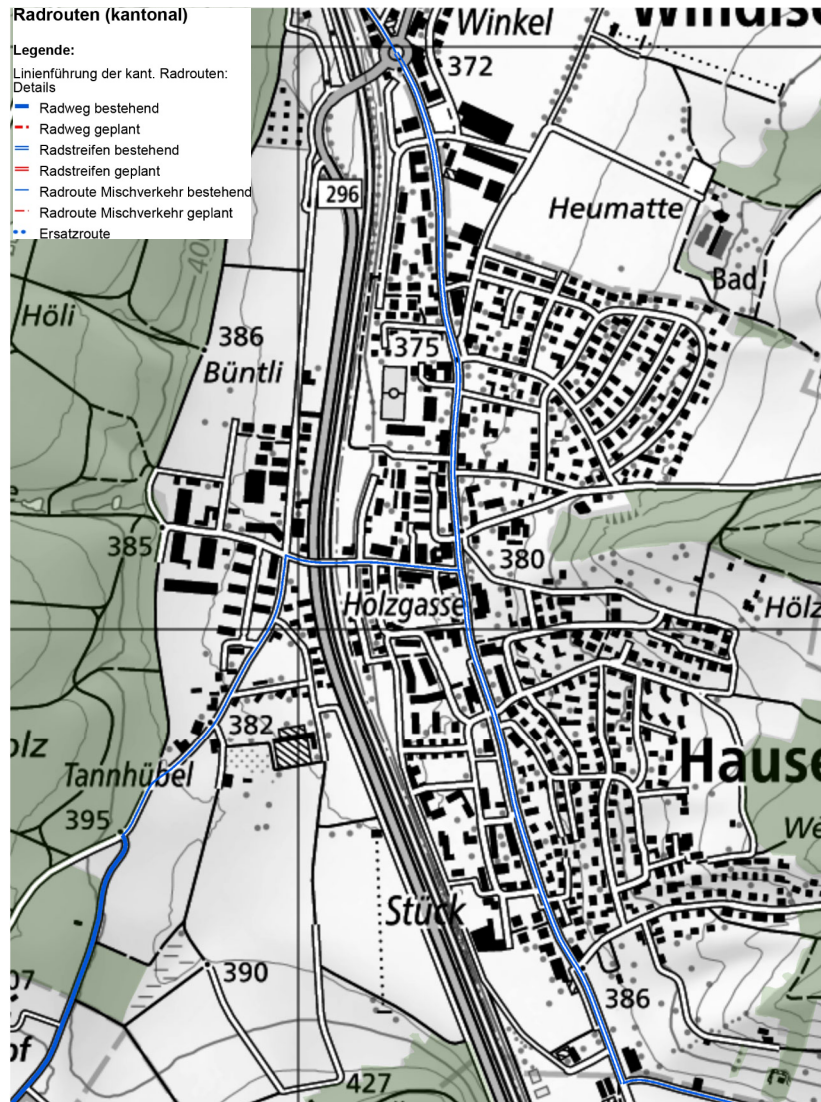 Radrouten (kantonal)
Legende:
Linienführung der kant. Radrouten:
Details
Radweg bestehend
Radweg geplant
Radstreifen bestehend
Radstreifen geplant
Radroute Mischverkehr bestehend
Radroute Mischverkehr geplant
Ersatzroute
Winkel
372
296
Heumatte
Bad
Höli
386
Büntli
375
385
380
Holzgasse
382
Tannhübel
395
Stück
390
386
427